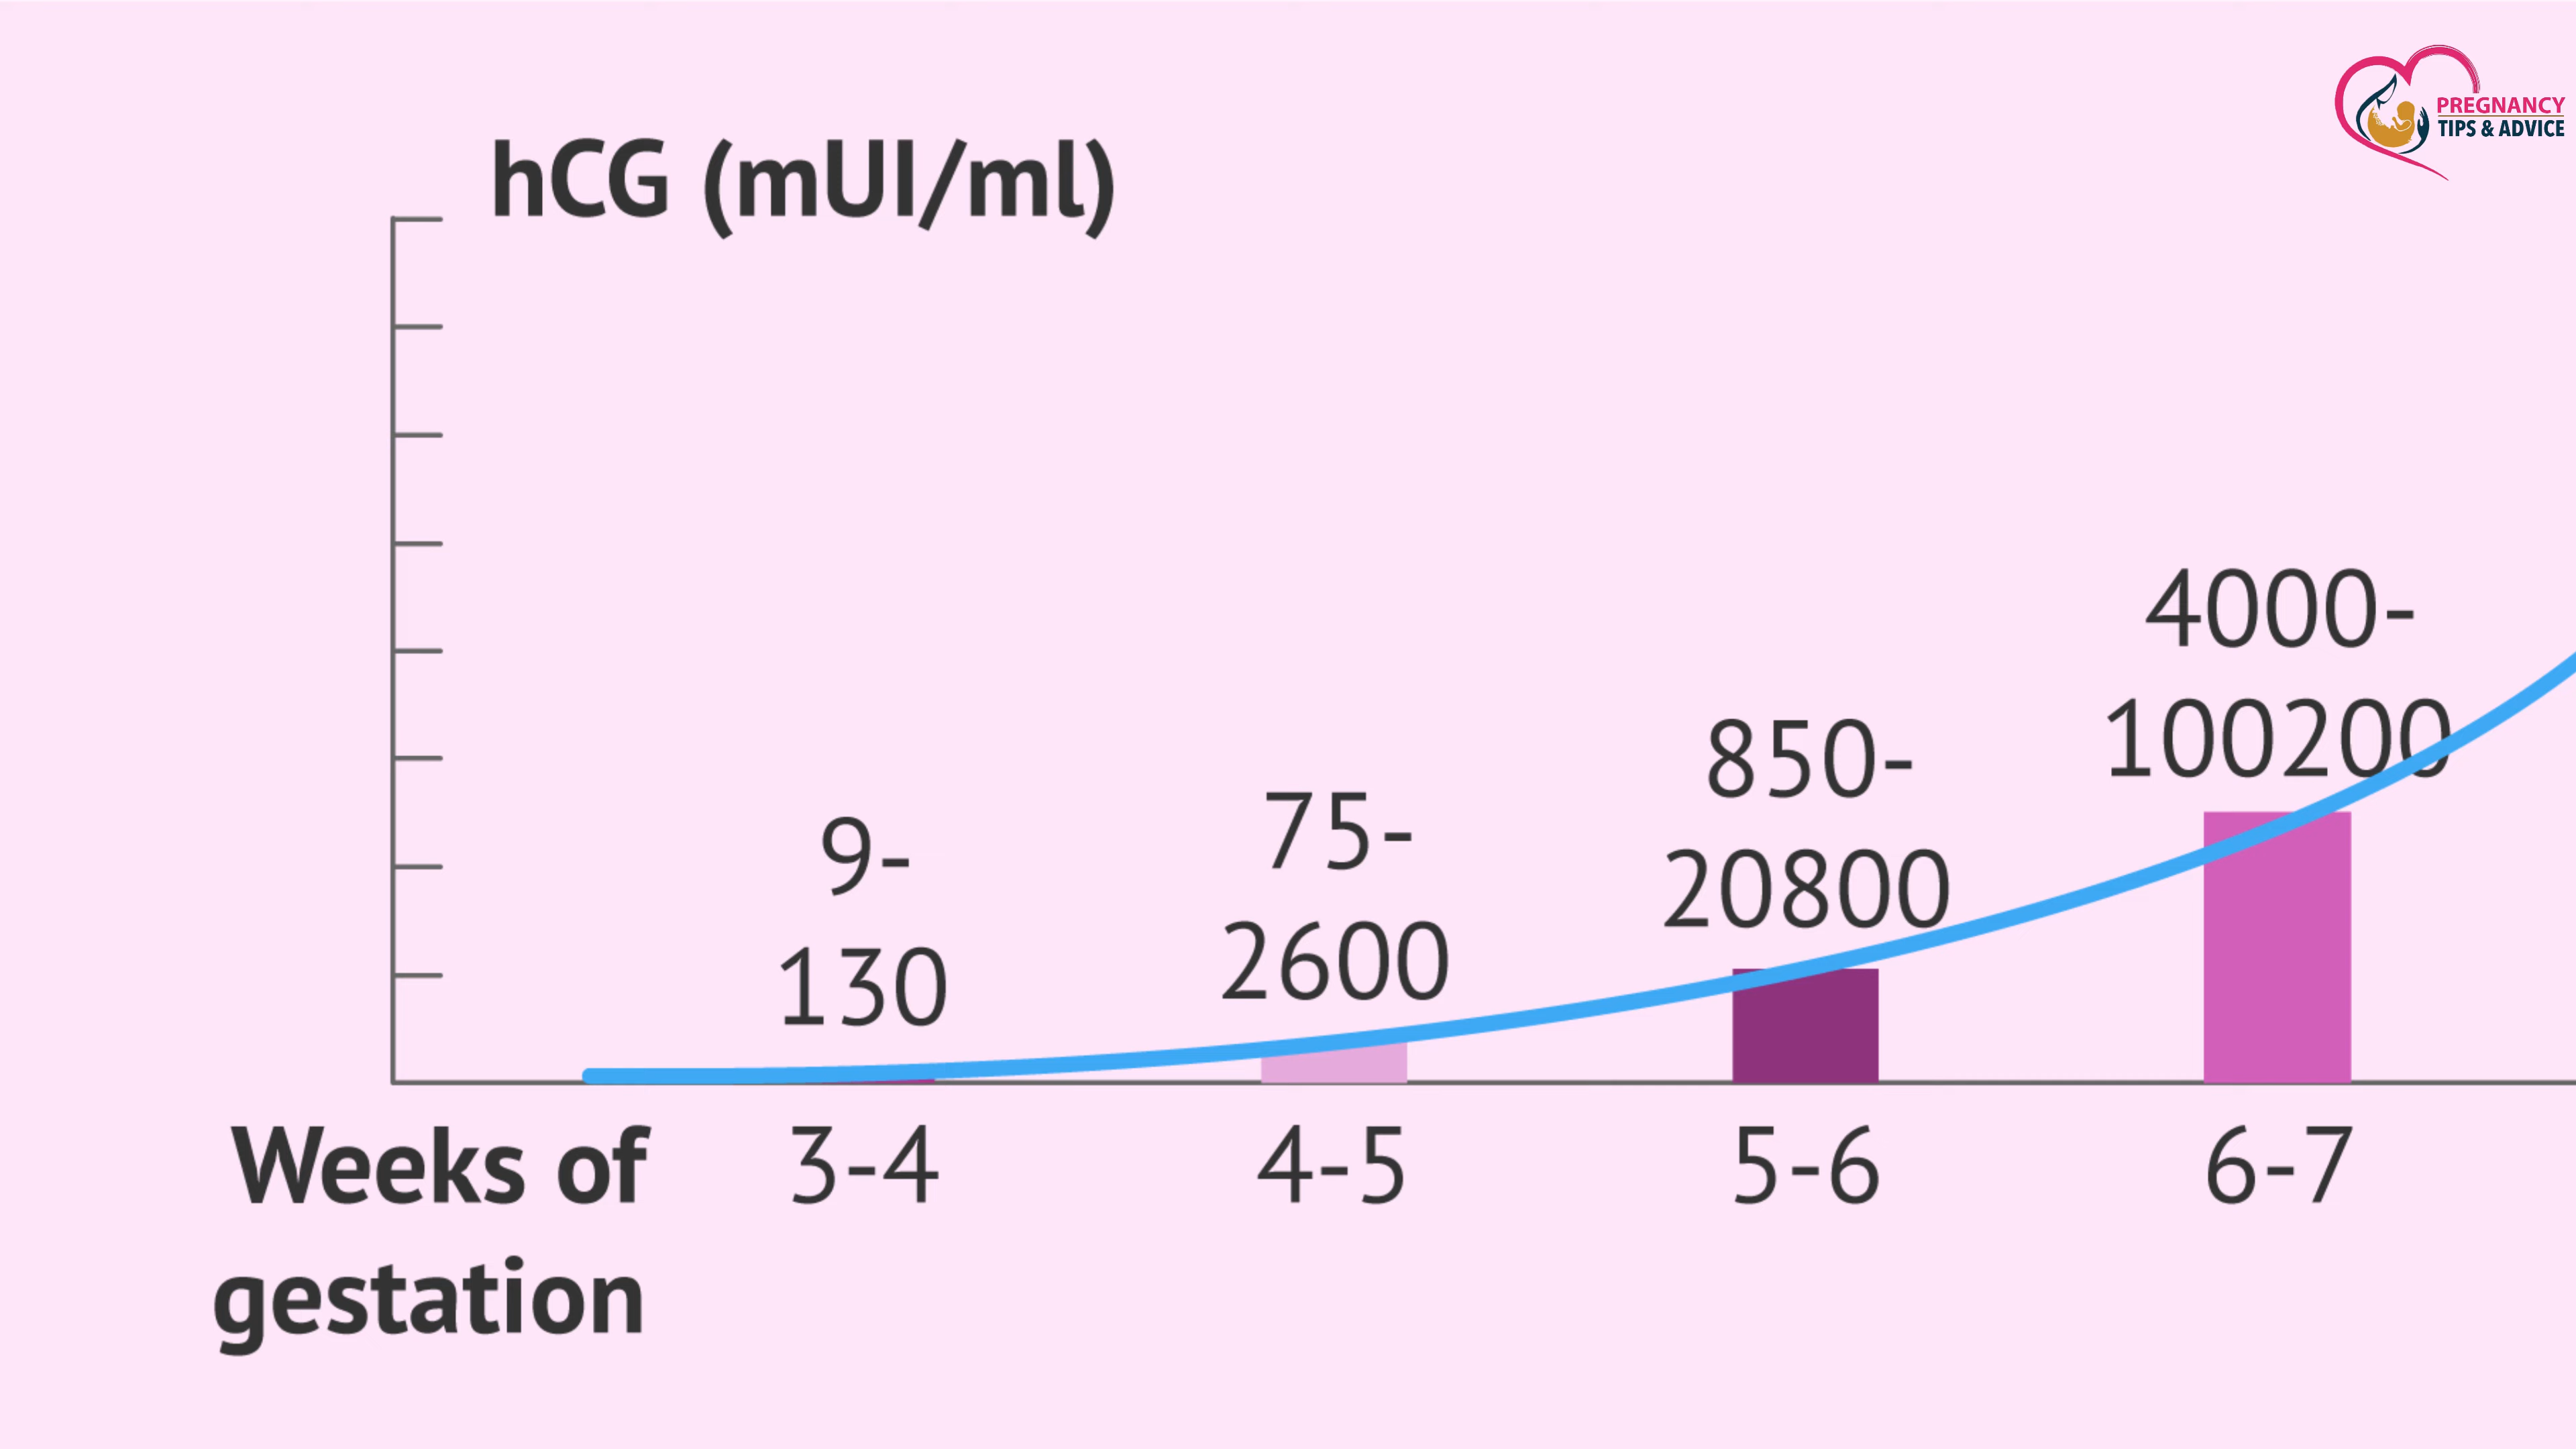 PREGNANCY
TIPS & ADVICE
hCG (mUI/ml)
9-
130
75-
2600
850-
20800
4000-
100200
Weeks of
gestation
3-4
4-5
5-6
6-7